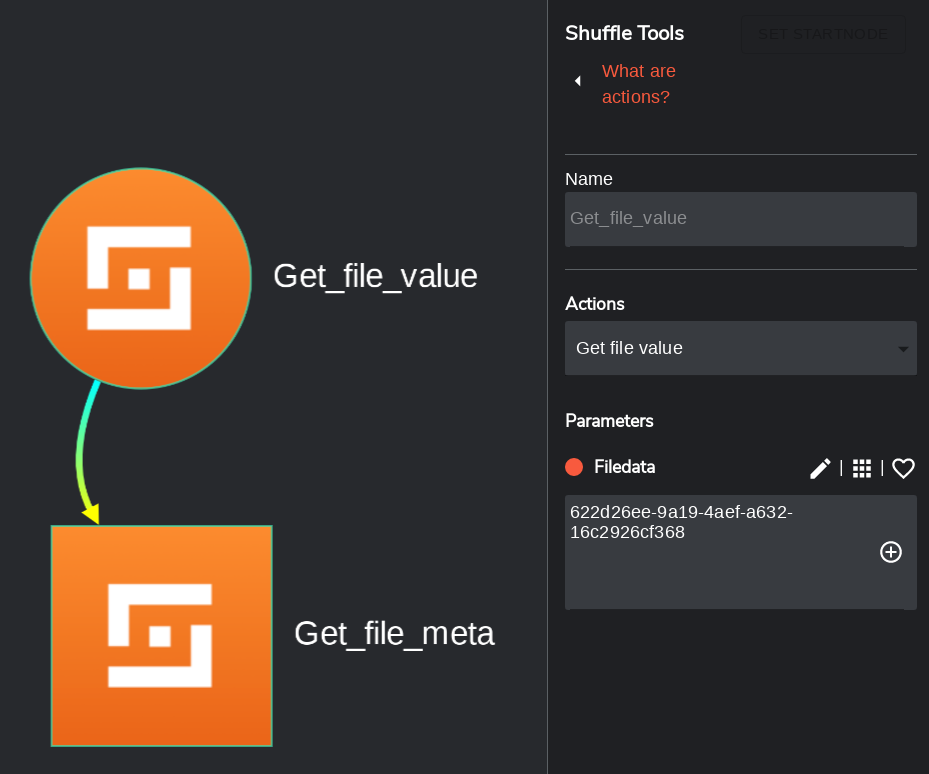 Get_file_value
Get_file_meta
Shuffle Tools
SET STARTNODE
What are
actions?
Name
Get_file_value
Actions
Get file value
Parameters
Filedata
622d26ee-9a19-4aef-a632-
16c2926cf368